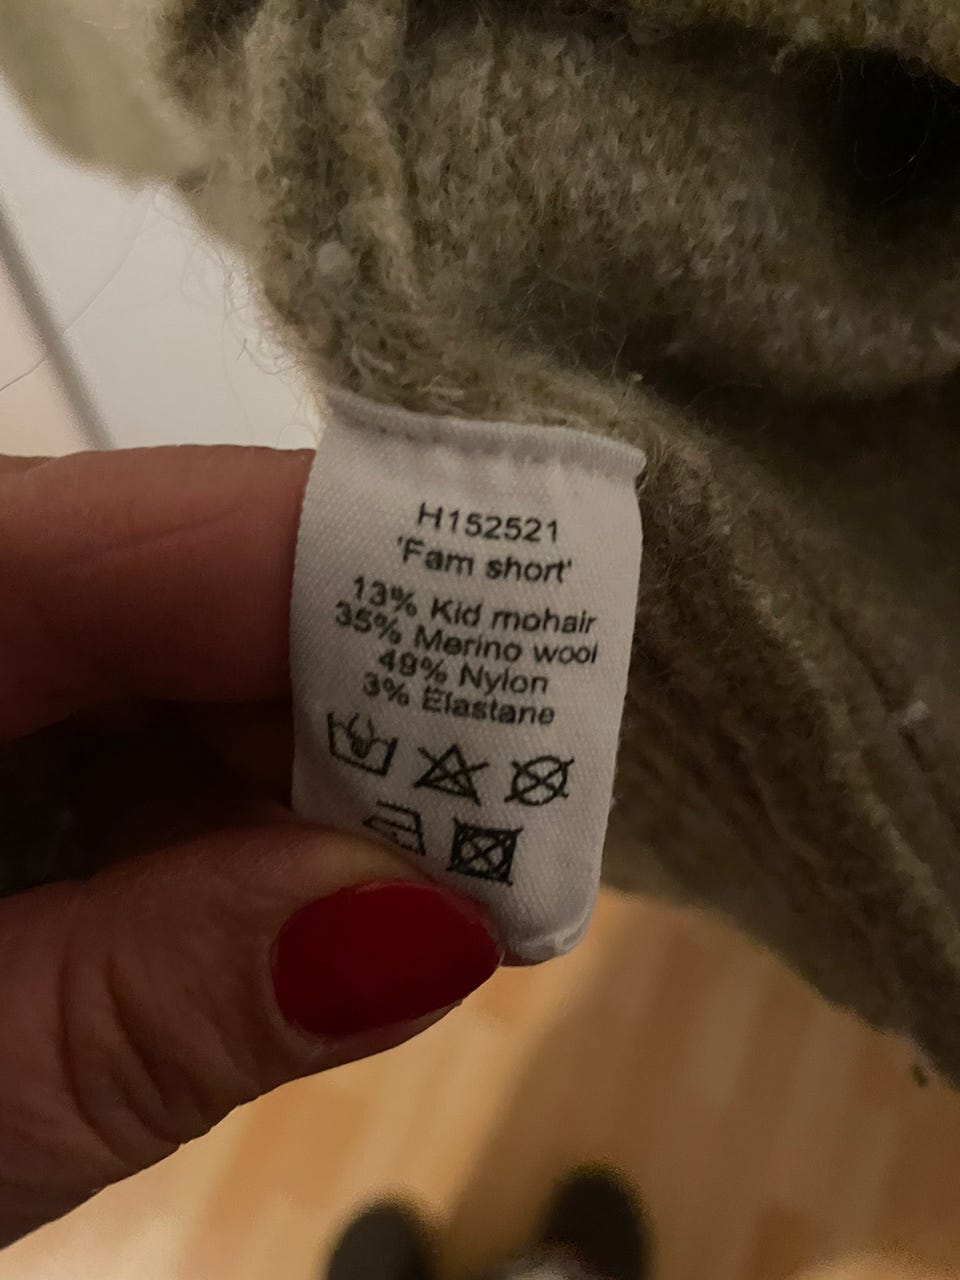 H152521
'Fam short'
13% Kid mohair
35% Merino wool
49% Nylon
3% Elastane